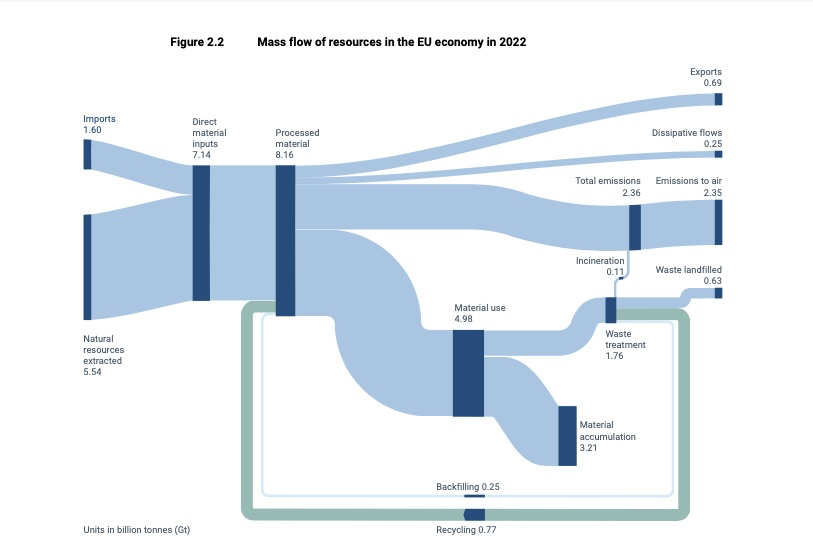 Figure 2.2 Mass flow of resources in the EU economy in 2022
Exports
0.69
Imports
1.60
Direct
material
inputs
7.14
Processed
material
8.16
Dissipative flows
0.25
Total emissions
2.36
Emissions to air
2.35
Incineration
0.11
Waste landfilled
0.63
Material use
4.98
Natural
resources
extracted
5.54
Waste
treatment
1.76
Material
accumulation
3.21
Backfilling 0.25
Units in billion tonnes (Gt)
Recycling 0.77